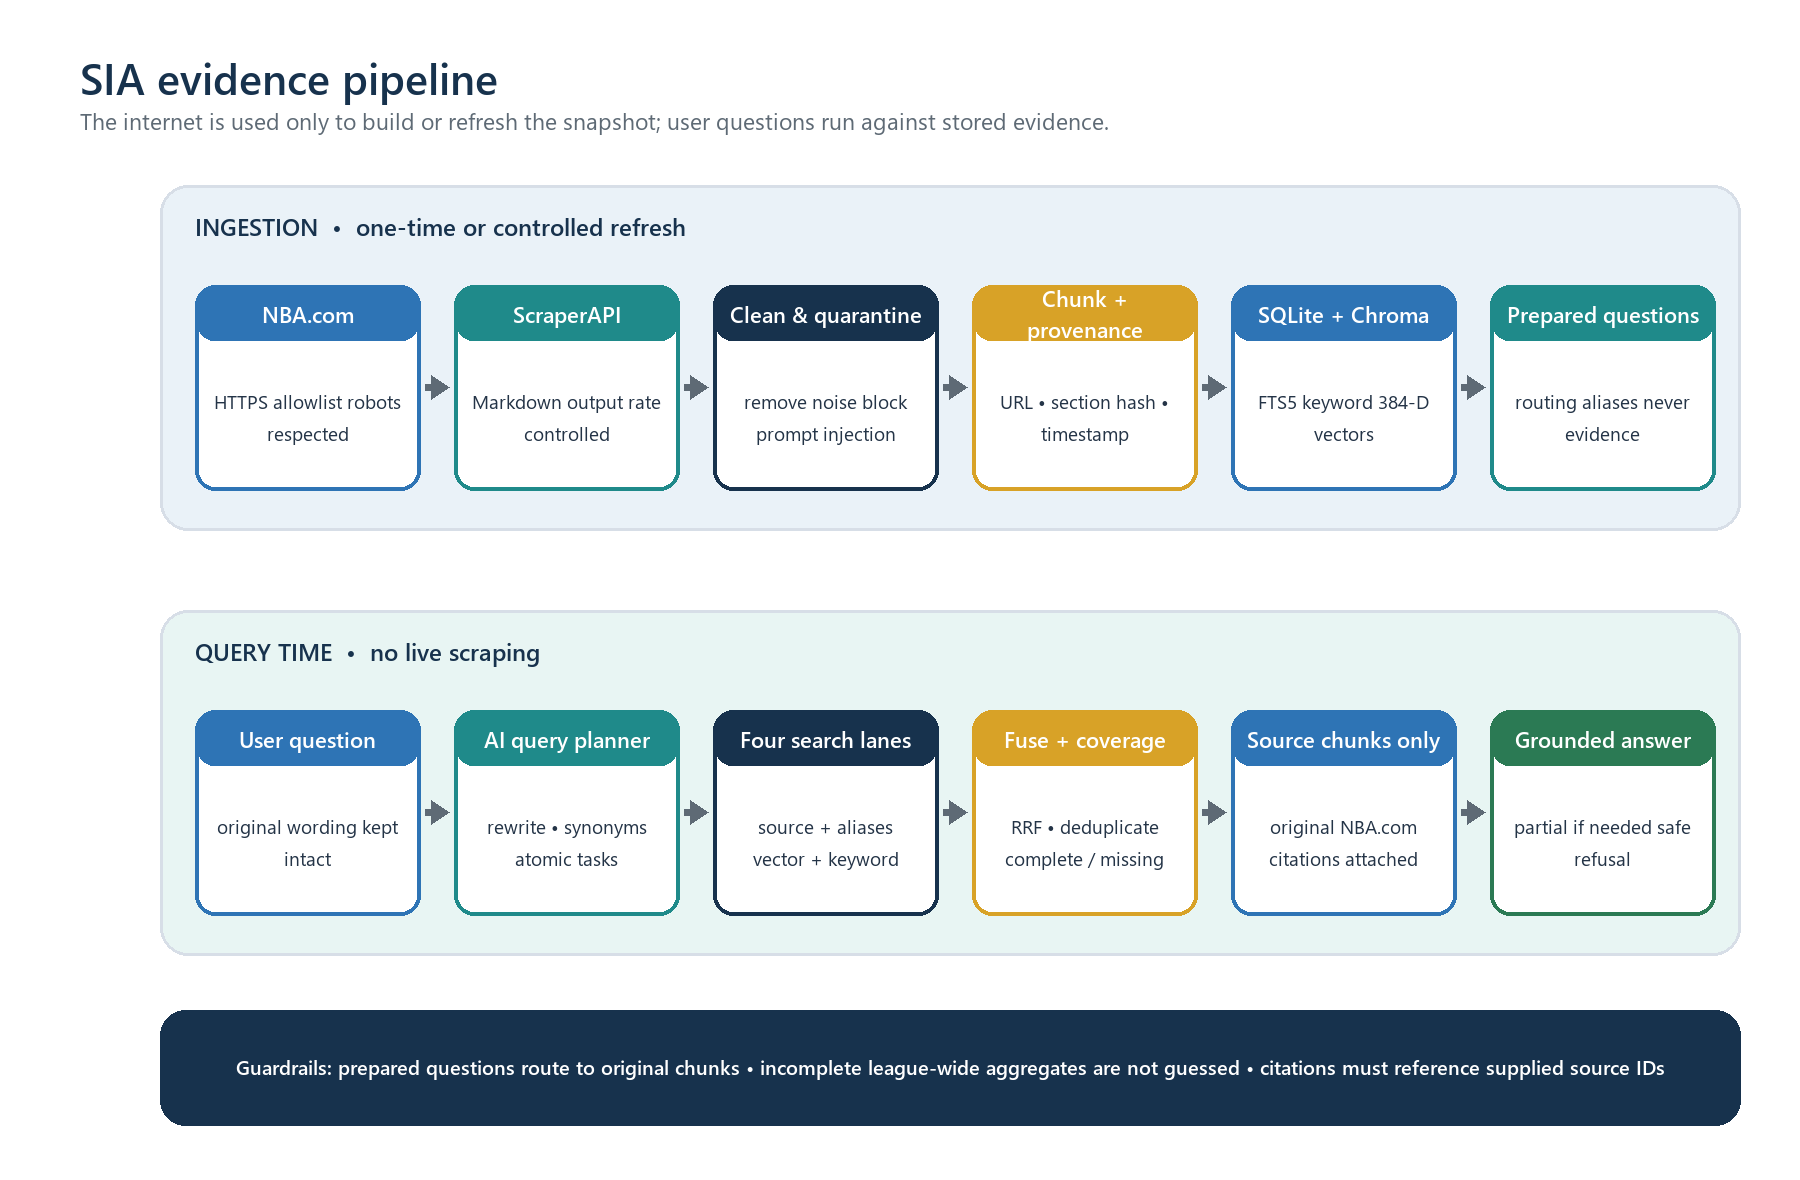 SIA evidence pipeline
The internet is used only to build or refresh the snapshot; user questions run against stored evidence.
INGESTION • one-time or controlled refresh
NBA.com
HTTPS allowlist robots
respected
ScraperAPI
Markdown output rate
controlled
Clean & quarantine
remove noise block
prompt injection
Chunk +
provenance
URL • section hash •
timestamp
SQLite + Chroma
FTS5 keyword 384-D
vectors
Prepared questions
routing aliases never
evidence
QUERY TIME • no live scraping
User question
original wording kept
intact
AI query planner
rewrite • synonyms
atomic tasks
Four search lanes
source + aliases
vector + keyword
Fuse + coverage
RRF • deduplicate
complete / missing
Source chunks only
original NBA.com
citations attached
Grounded answer
partial if needed safe
refusal
Guardrails: prepared questions route to original chunks • incomplete league-wide aggregates are not guessed • citations must reference supplied source IDs